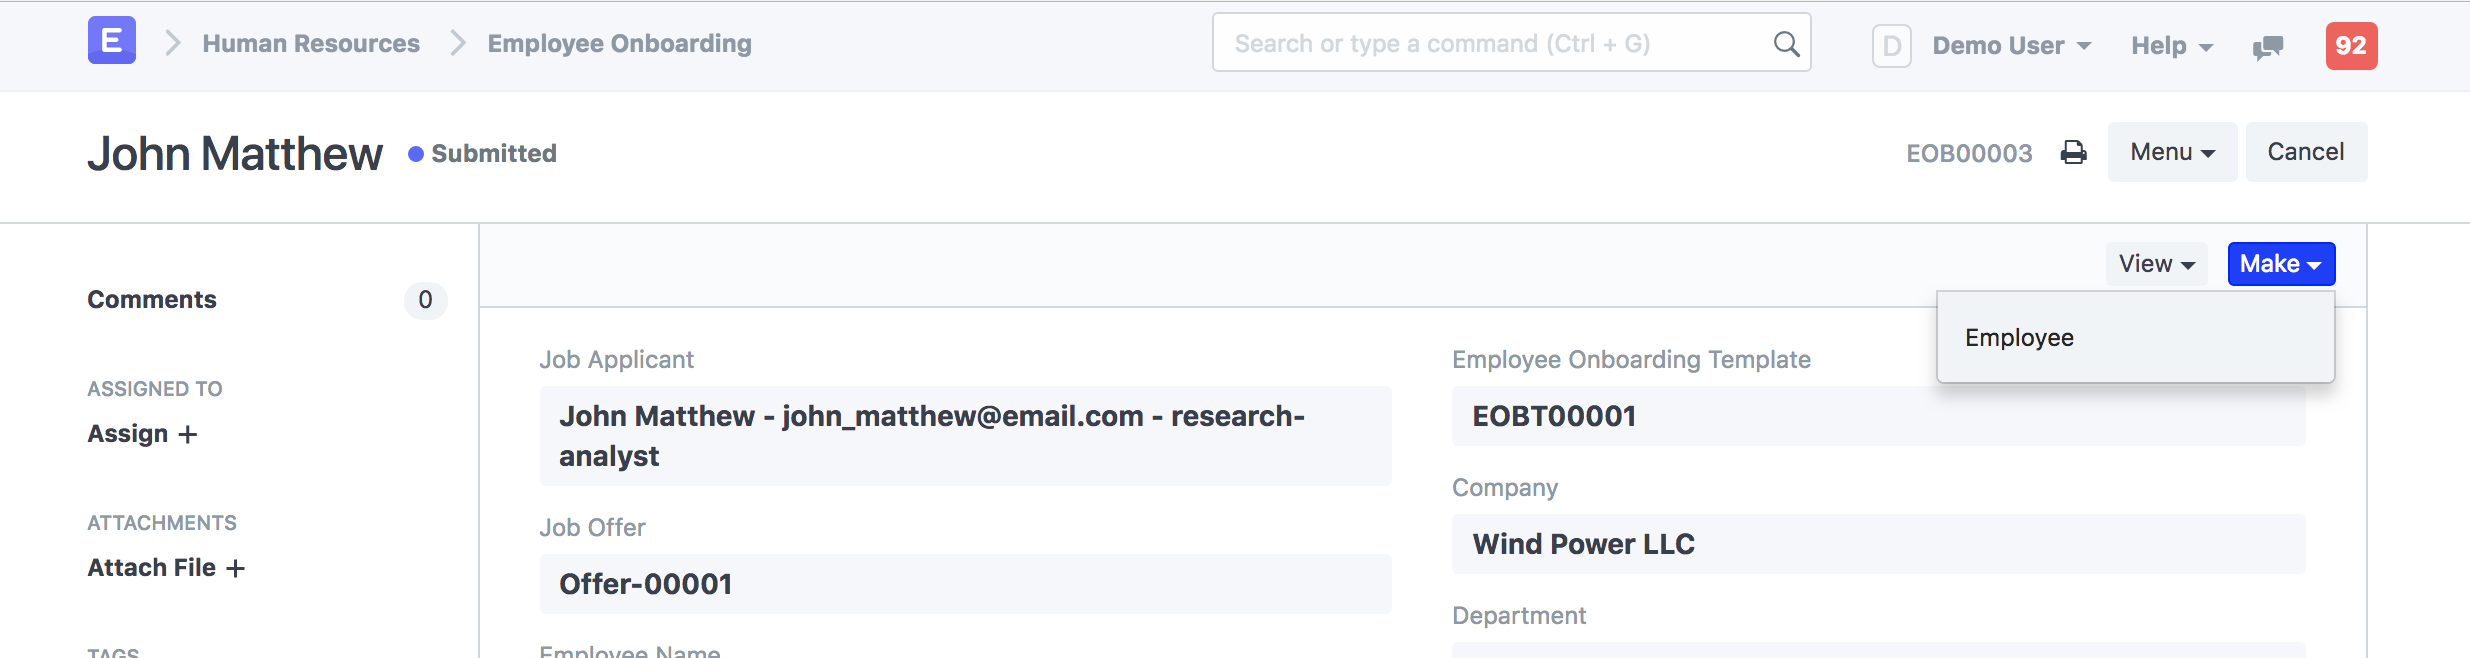 E Human Resources Employee Onboarding Search or type a command (Ctrl + G) D Demo User Help 92
John Matthew Submitted EOB00003 Menu Cancel
View Make
Employee
Comments 0
ASSIGNED TO
Assign +
ATTACHMENTS
Attach File +
TAGS
Job Applicant
John Matthew - john_matthew@email.com - research-
analyst
Job Offer
Offer-00001
Employee Name
Employee Onboarding Template
EOBT00001
Company
Wind Power LLC
Department